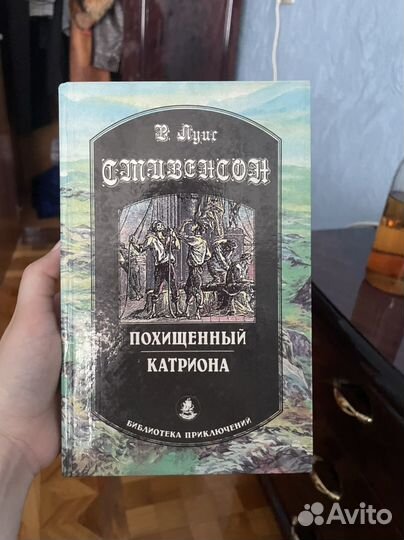 Р. Луис
СТИВЕНСОН
ПОХИЩЕННЫЙ
КАТРИОНА
БИБЛИОТЕКА ПРИКЛЮЧЕНИЙ
Avito